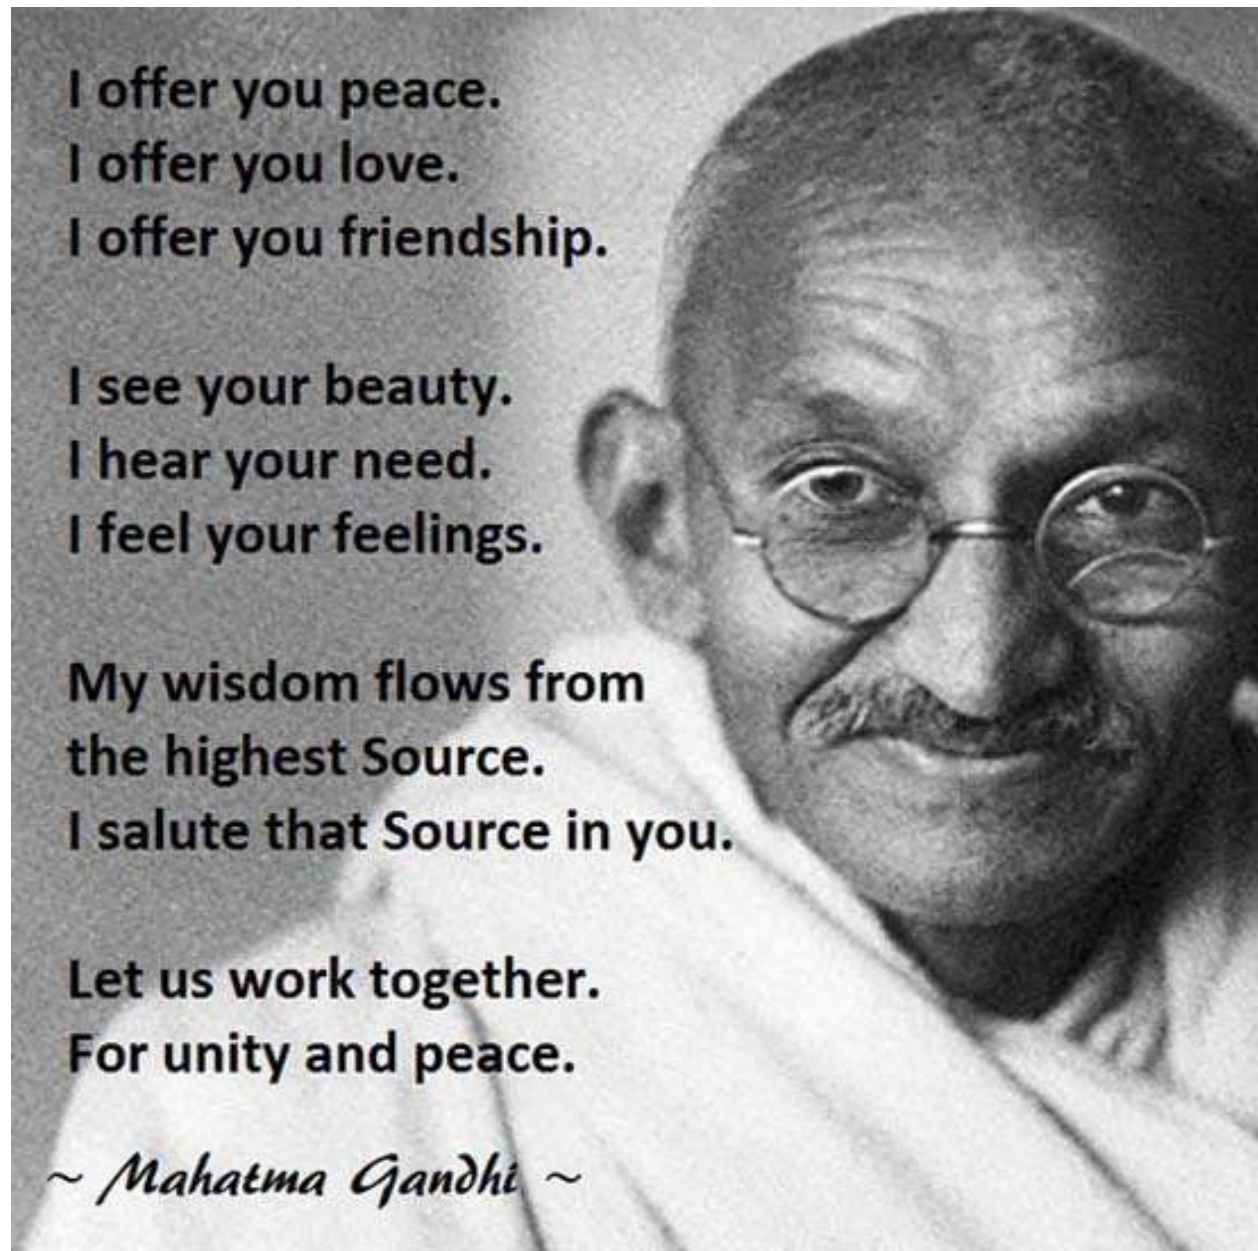 I offer you peace.
I offer you love.
I offer you friendship.
I see your beauty.
I hear your need.
I feel your feelings.
My wisdom flows from
the highest Source.
I salute that Source in you.
Let us work together.
For unity and peace.
~ Mahatma Gandhi ~